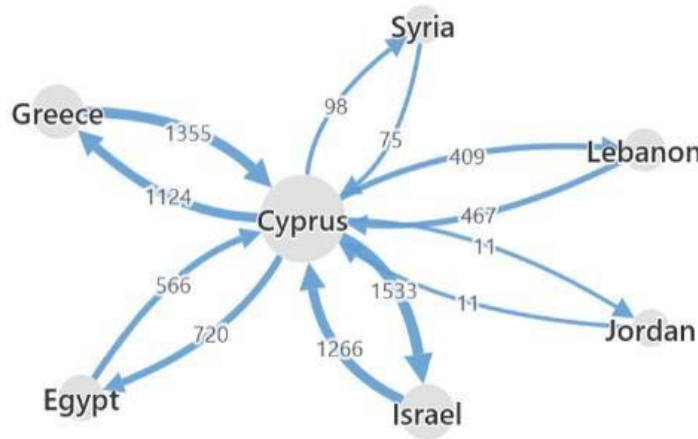 Syria
Greece
98
1355
75
409
Lebanon
1124
467
Cyprus
11
566
1533
11
720
1266
Jordan
Egypt
Israel